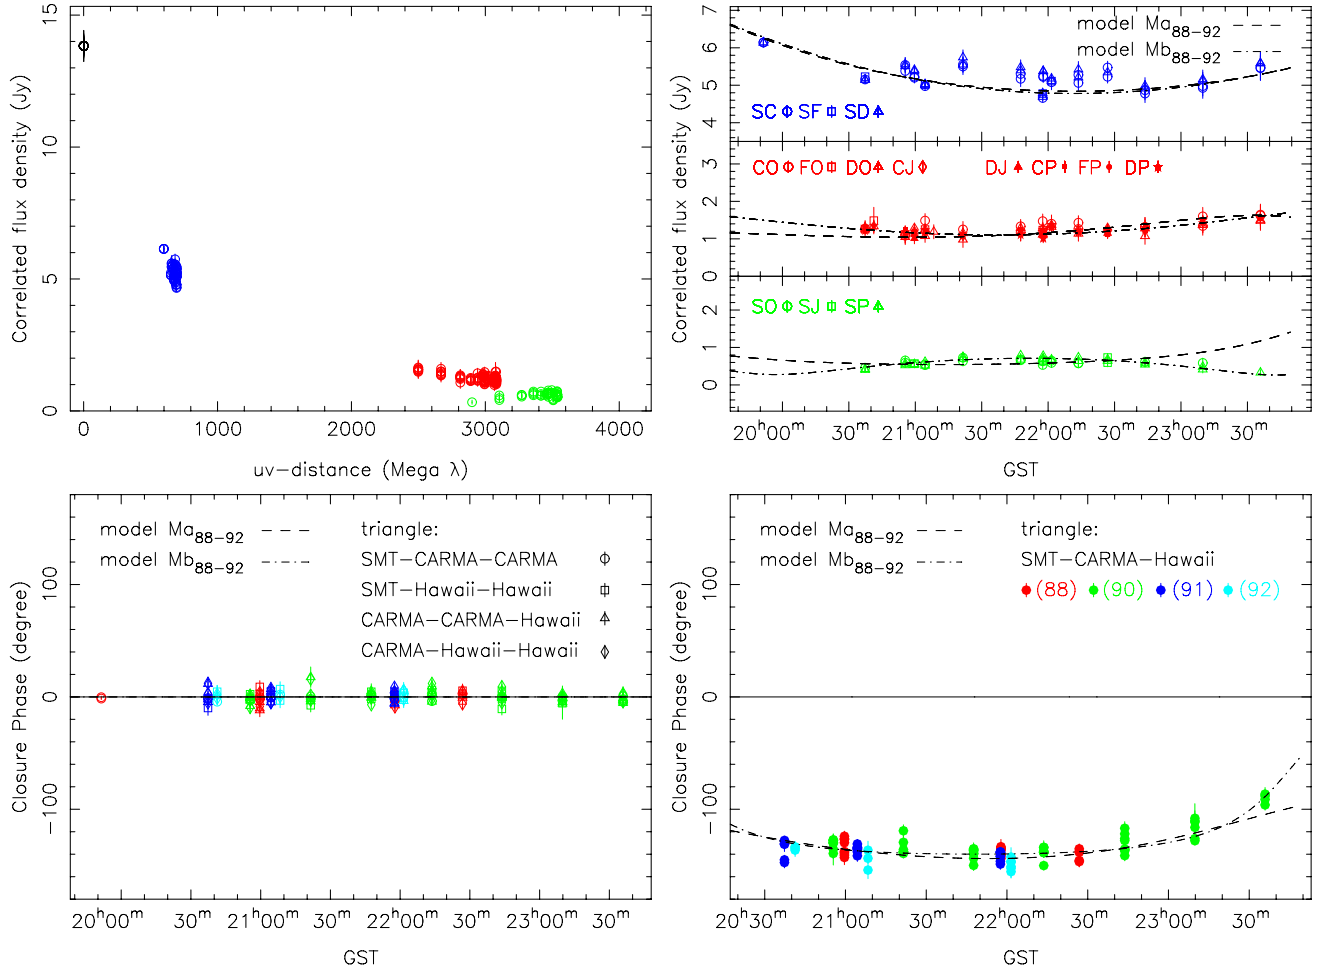 Correlated flux density (Jy)
15
10
5
0
0 1000 2000 3000 4000
uv-distance (Mega λ)
Correlated flux density (Jy)
7
6
5
4
model Ma88-92
model Mb88-92
SC SF SD
3
2
1
0
CO FO DO CJ DJ CP FP DP
2
1
0
SO SJ SP
20h00m 30m 21h00m 30m 22h00m 30m 23h00m 30m
GST
Correlated flux density (Jy)
Closure Phase (degree)
100
0
-100
model Ma88-92
model Mb88-92
triangle:
SMT-CARMA-CARMA
SMT-Hawaii-Hawaii
CARMA-CARMA-Hawaii
CARMA-Hawaii-Hawaii
20h00m 30m 21h00m 30m 22h00m 30m 23h00m 30m
GST
Closure Phase (degree)
100
0
-100
model Ma88-92
model Mb88-92
triangle:
SMT-CARMA-Hawaii
(88) (90) (91) (92)
20h30m 21h00m 30m 22h00m 30m 23h00m 30m
GST